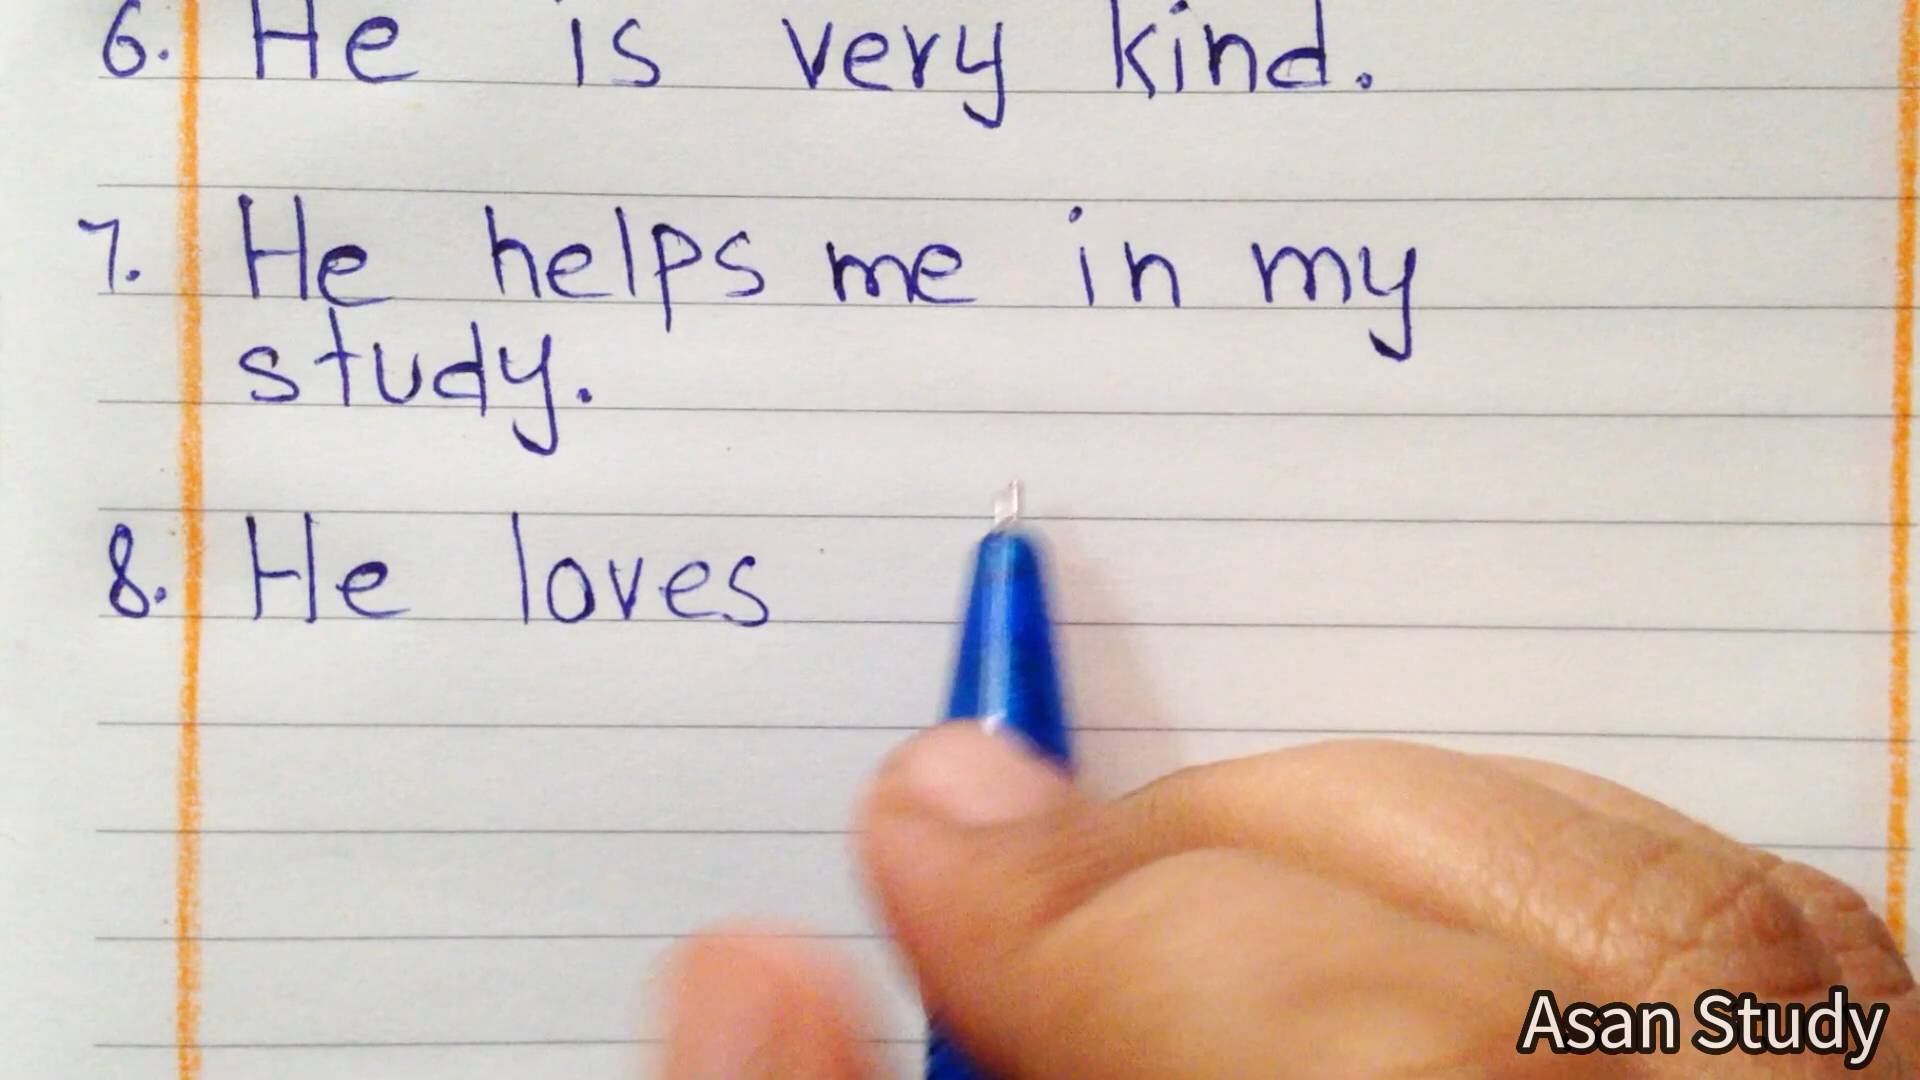 6. He is very kind.
7. He helps me in my
study.
8. He loves
Asan Study